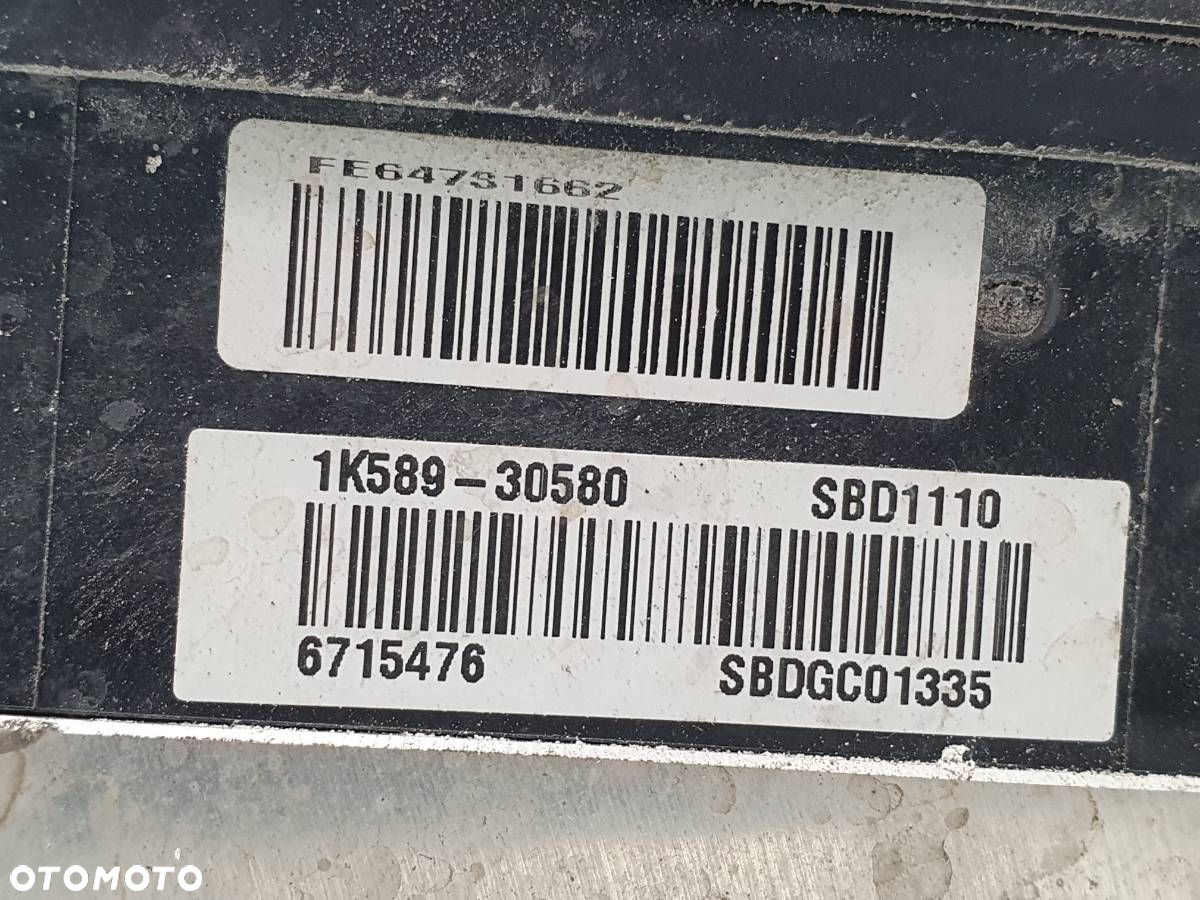 FE64731662
1K589-30580 SBD1110
6715476 SBDGC01335
OTOMOTO